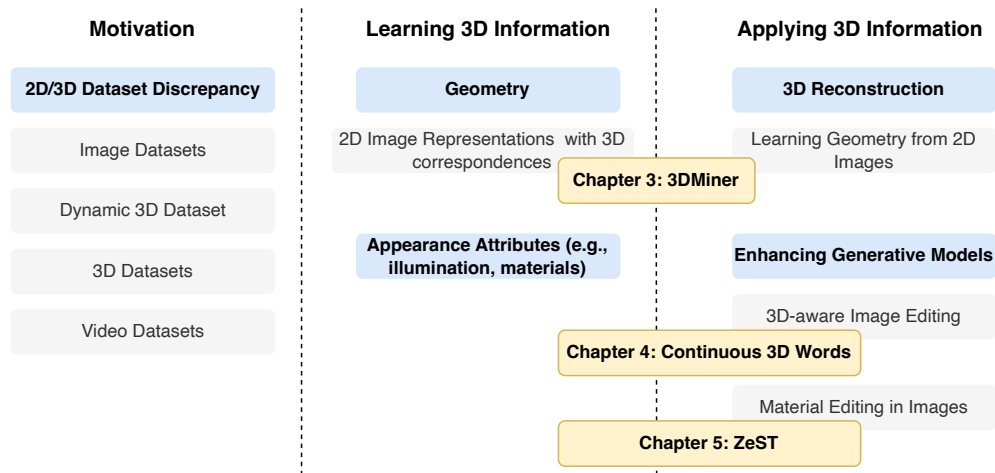 Motivation
2D/3D Dataset Discrepancy
Image Datasets
Dynamic 3D Dataset
3D Datasets
Video Datasets
Learning 3D Information
Geometry
2D Image Representations with 3D
correspondences
Appearance Attributes (e.g.,
illumination, materials)
Applying 3D Information
3D Reconstruction
Learning Geometry from 2D
Images
Chapter 3: 3DMiner
Enhancing Generative Models
3D-aware Image Editing
Chapter 4: Continuous 3D Words
Material Editing in Images
Chapter 5: ZeST